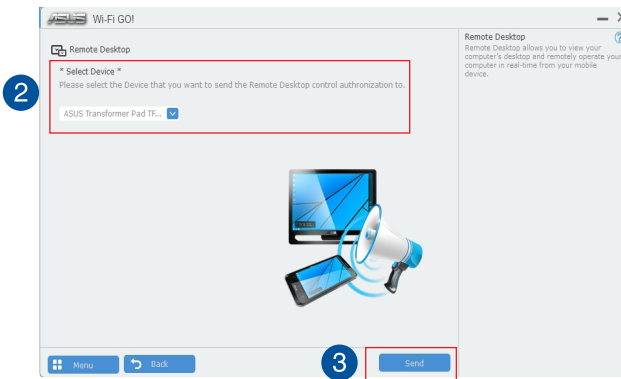 ASUS Wi-Fi GO!
Remote Desktop
* Select Device *
Please select the Device that you want to send the Remote Desktop control authronization to.
ASUS Transformer Pad TF...
2
Remote Desktop
Remote Desktop allows you to view your
computer's desktop and remotely operate your
computer in real-time from your mobile
device.
?
Menu
Back
3
Send